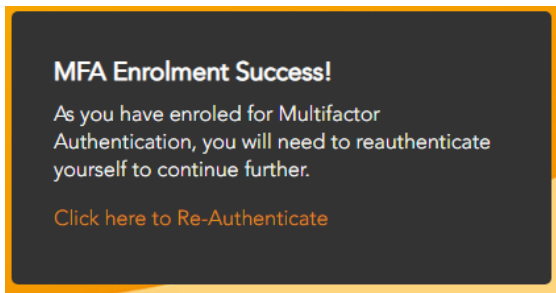 MFA Enrolment Success!
As you have enroled for Multifactor
Authentication, you will need to reauthenticate
yourself to continue further.
Click here to Re-Authenticate